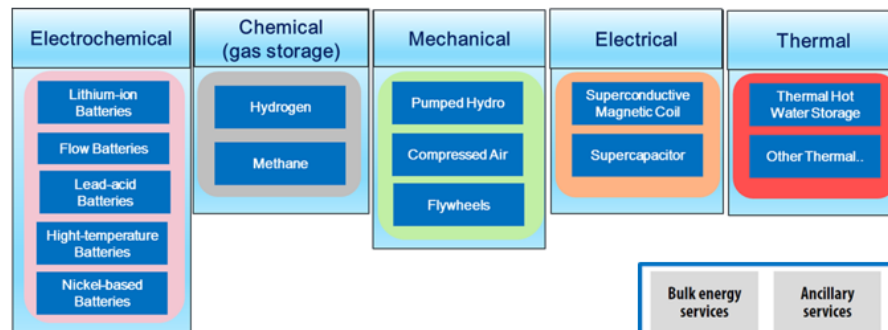 Electrochemical
Lithium-ion
Batteries
Flow Batteries
Lead-acid
Batteries
Hight-temperature
Batteries
Nickel-based
Batteries
Chemical
(gas storage)
Hydrogen
Methane
Mechanical
Pumped Hydro
Compressed Air
Flywheels
Electrical
Superconductive
Magnetic Coil
Supercapacitor
Thermal
Thermal Hot
Water Storage
Other Thermal..
Bulk energy
services
Ancillary
services